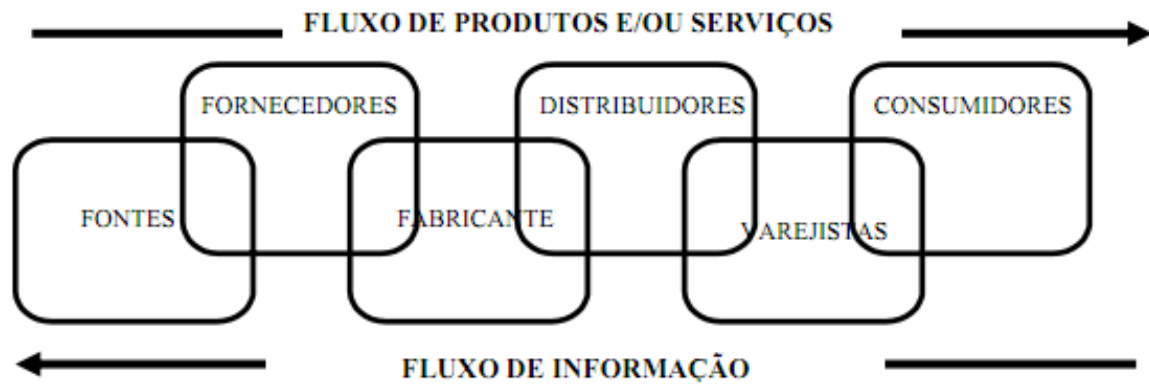 FLUXO DE PRODUTOS E/OU SERVIÇOS
FORNECEDORES
DISTRIBUIDORES
CONSUMIDORES
FONTES
FABRICANTE
VAREJISTAS
FLUXO DE INFORMAÇÃO